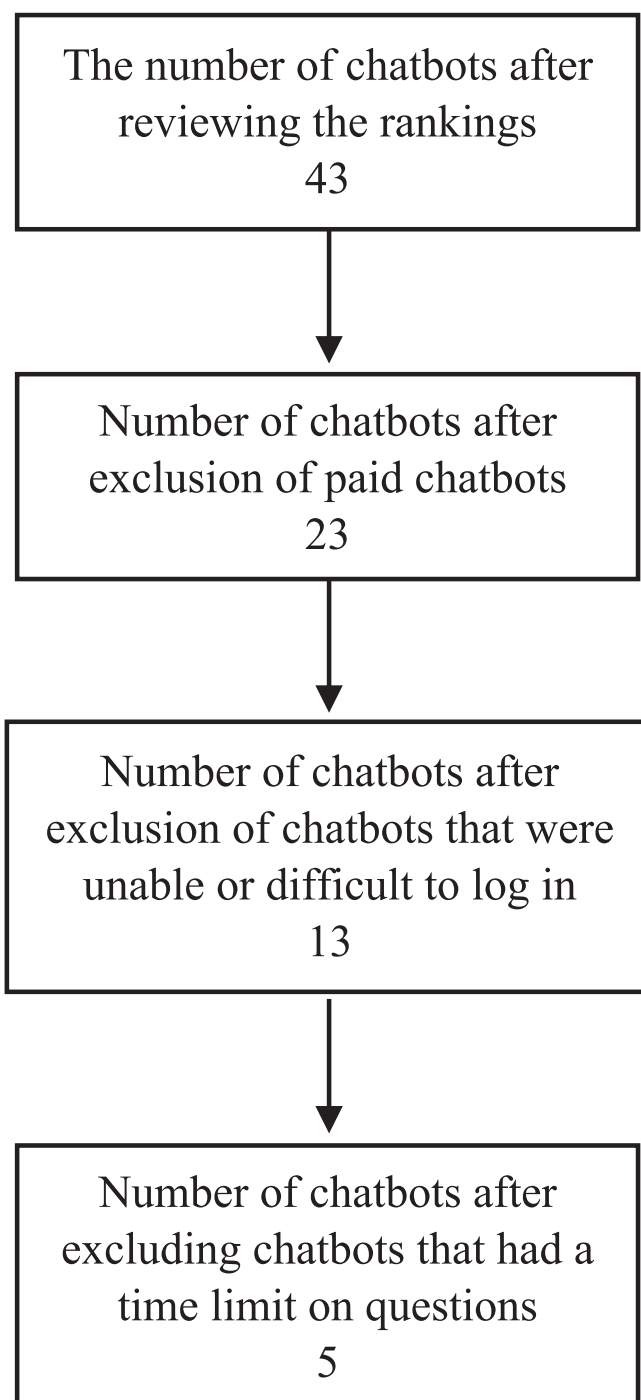 The number of chatbots after
reviewing the rankings
43
Number of chatbots after
exclusion of paid chatbots
23
Number of chatbots after
exclusion of chatbots that were
unable or difficult to log in
13
Number of chatbots after
excluding chatbots that had a
time limit on questions
5